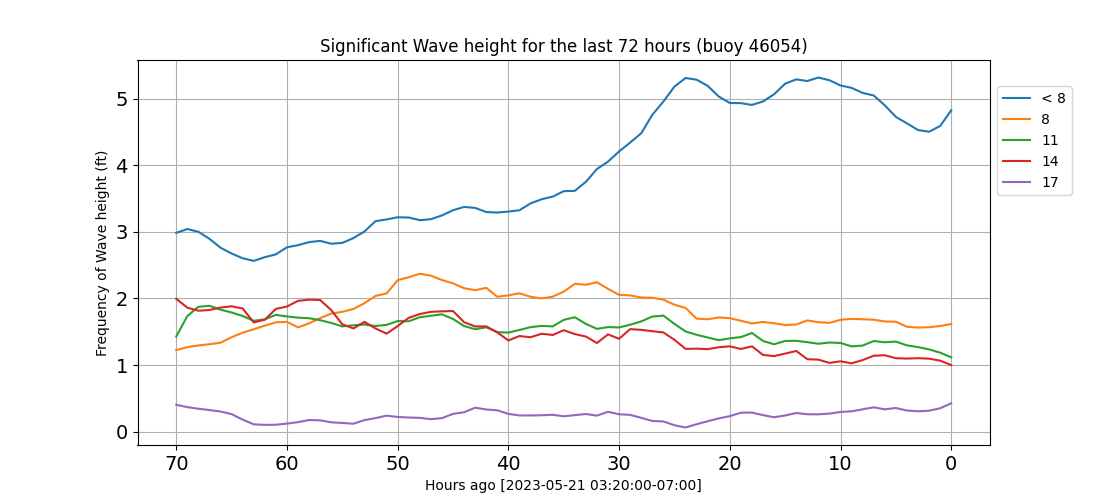 Significant Wave height for the last 72 hours (buoy 46054)
Frequency of Wave height (ft)
5
4
3
2
1
0
70 60 50 40 30 20 10 0
Hours ago [2023-05-21 03:20:00-07:00]
< 8
8
11
14
17